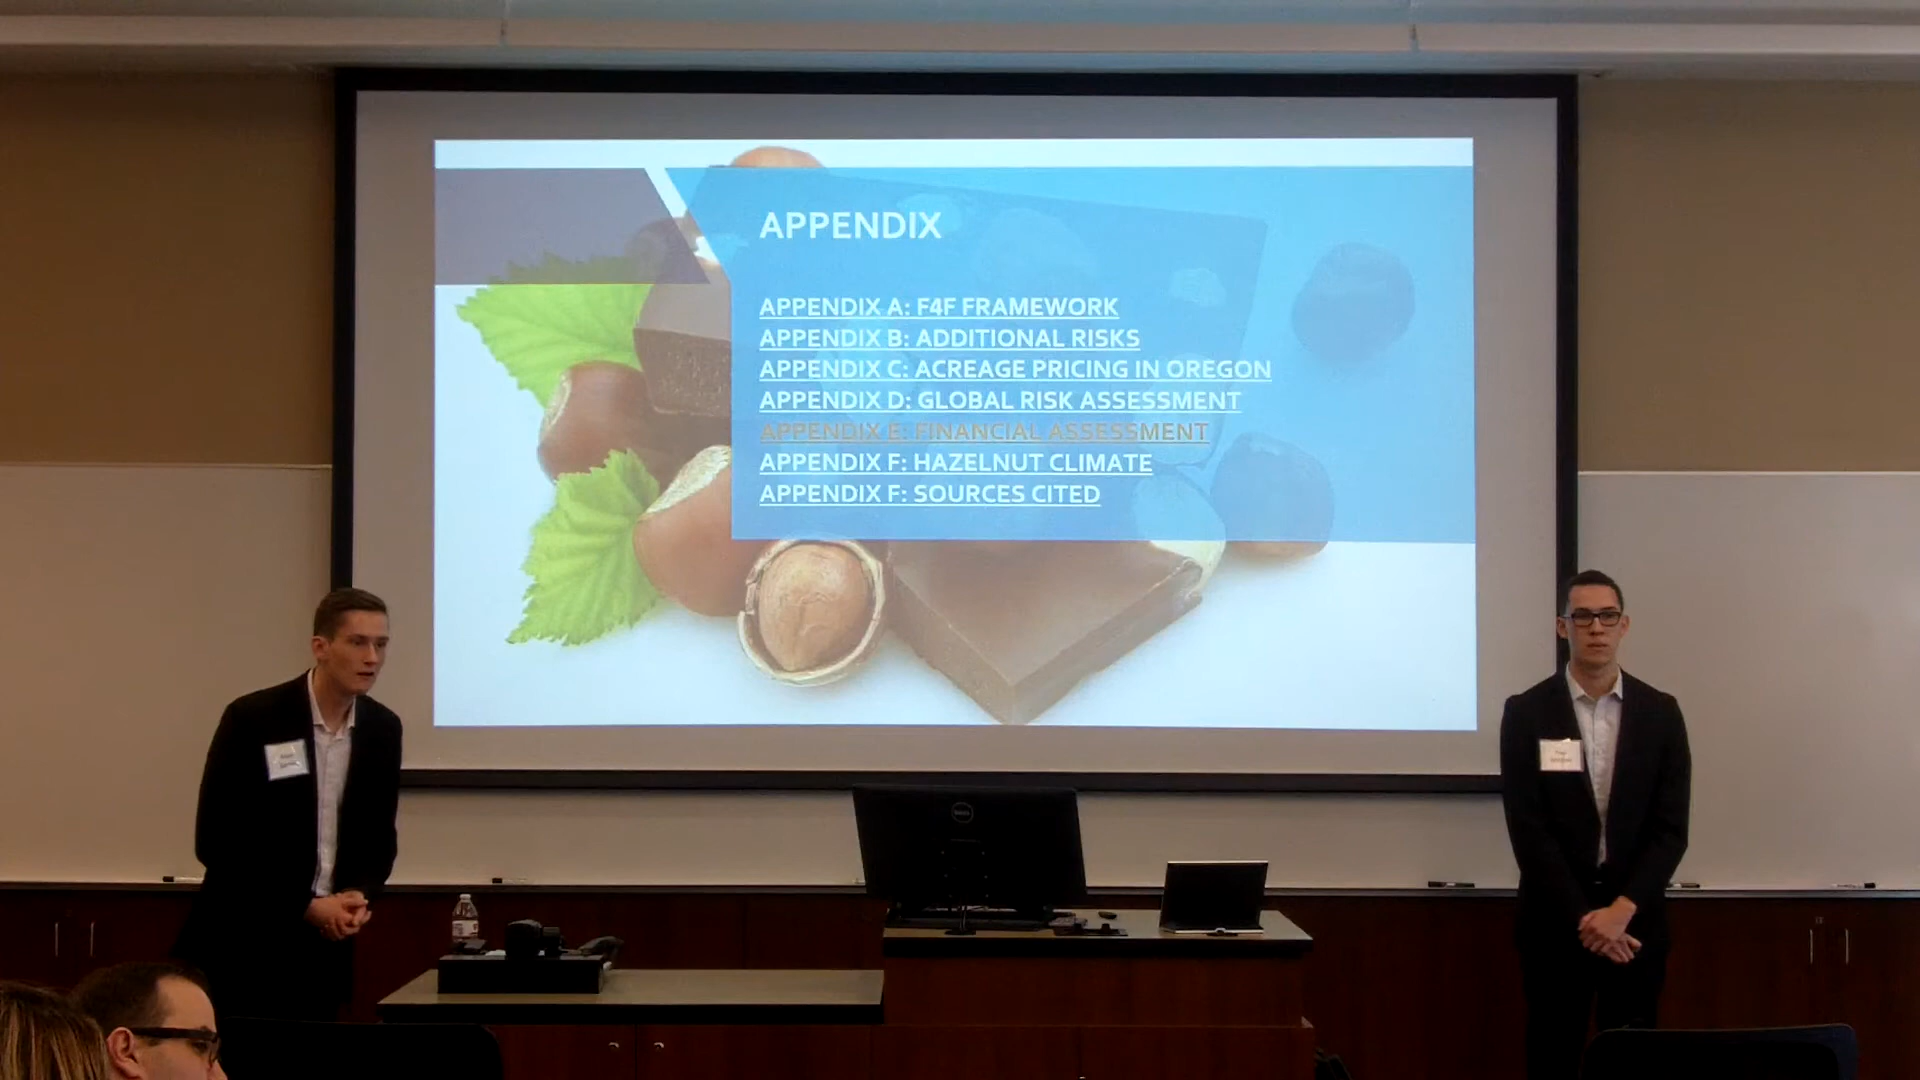 APPENDIX
APPENDIX A: F4F FRAMEWORK
APPENDIX B: ADDITIONAL RISKS
APPENDIX C: ACREAGE PRICING IN OREGON
APPENDIX D: GLOBAL RISK ASSESSMENT
APPENDIX E: FINANCIAL ASSESSMENT
APPENDIX F: HAZELNUT CLIMATE
APPENDIX F: SOURCES CITED
DELL